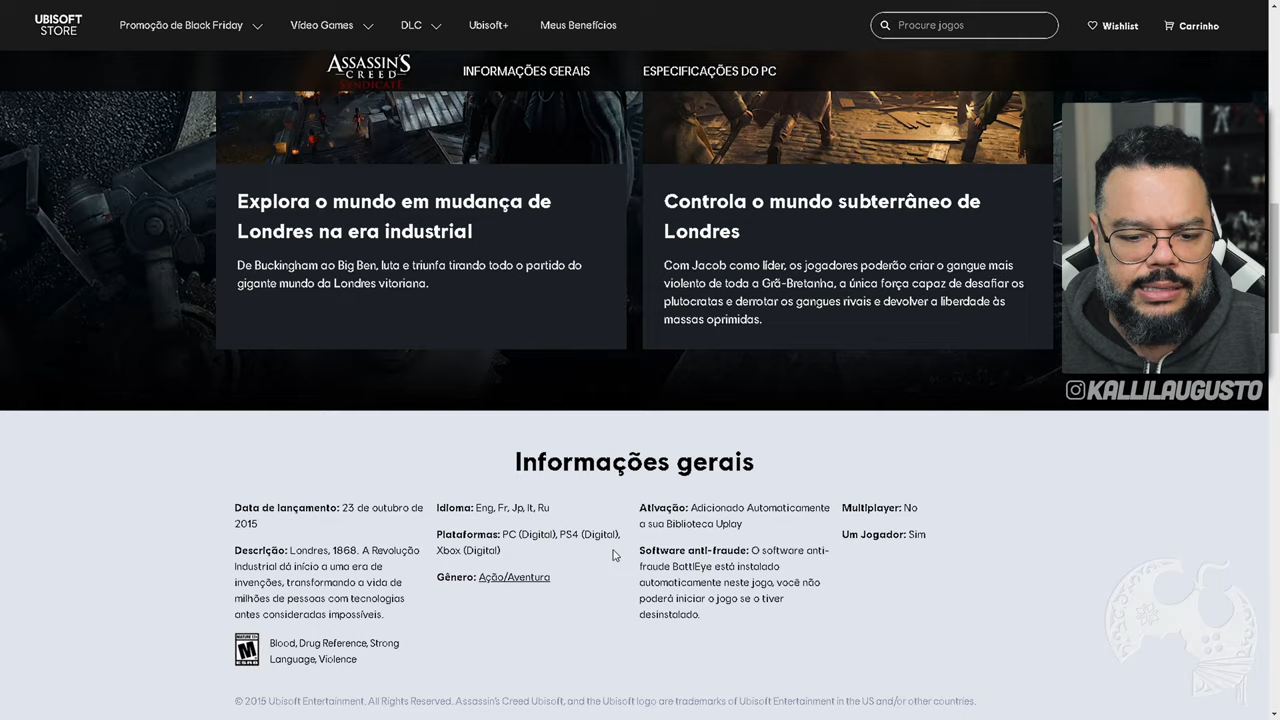 UBISOFT
STORE
Promoção de Black Friday
Vídeo Games
DLC
Ubisoft+
Meus Benefícios
Procure jogos
Wishlist
Carrinho
ASSASSIN'S
CREED
SYNDICATE
INFORMAÇÕES GERAIS
ESPECIFICAÇÕES DO PC
Explora o mundo em mudança de
Londres na era industrial
De Buckingham ao Big Ben, luta e triunfa tirando todo o partido do
gigante mundo da Londres vitoriana.
Controla o mundo subterrâneo de
Londres
Com Jacob como líder, os jogadores poderão criar o gangue mais
violento de toda a Grã-Bretanha, a única força capaz de desafiar os
plutocratas e derrotar os gangues rivais e devolver a liberdade às
massas oprimidas.
KALLILAUGUSTO
Informações gerais
Data de lançamento: 23 de outubro de
2015
Descrição: Londres, 1868. A Revolução
Industrial dá início a uma era de
invenções, transformando a vida de
milhões de pessoas com tecnologias
antes consideradas impossíveis.
MATURE 17+
M
ESRB
Blood, Drug Reference, Strong
Language, Violence
Idioma: Eng, Fr, Jp, It, Ru
Plataformas: PC (Digital), PS4 (Digital),
Xbox (Digital)
Gênero: Ação/Aventura
Ativação: Adicionado Automaticamente
a sua Biblioteca Uplay
Software anti-fraude: O software anti-
fraude BattlEye está instalado
automaticamente neste jogo, você não
poderá iniciar o jogo se o tiver
desinstalado.
Multiplayer: No
Um Jogador: Sim
© 2015 Ubisoft Entertainment. All Rights Reserved. Assassin's Creed Ubisoft, and the Ubisoft logo are trademarks of Ubisoft Entertainment in the US and/or other countries.